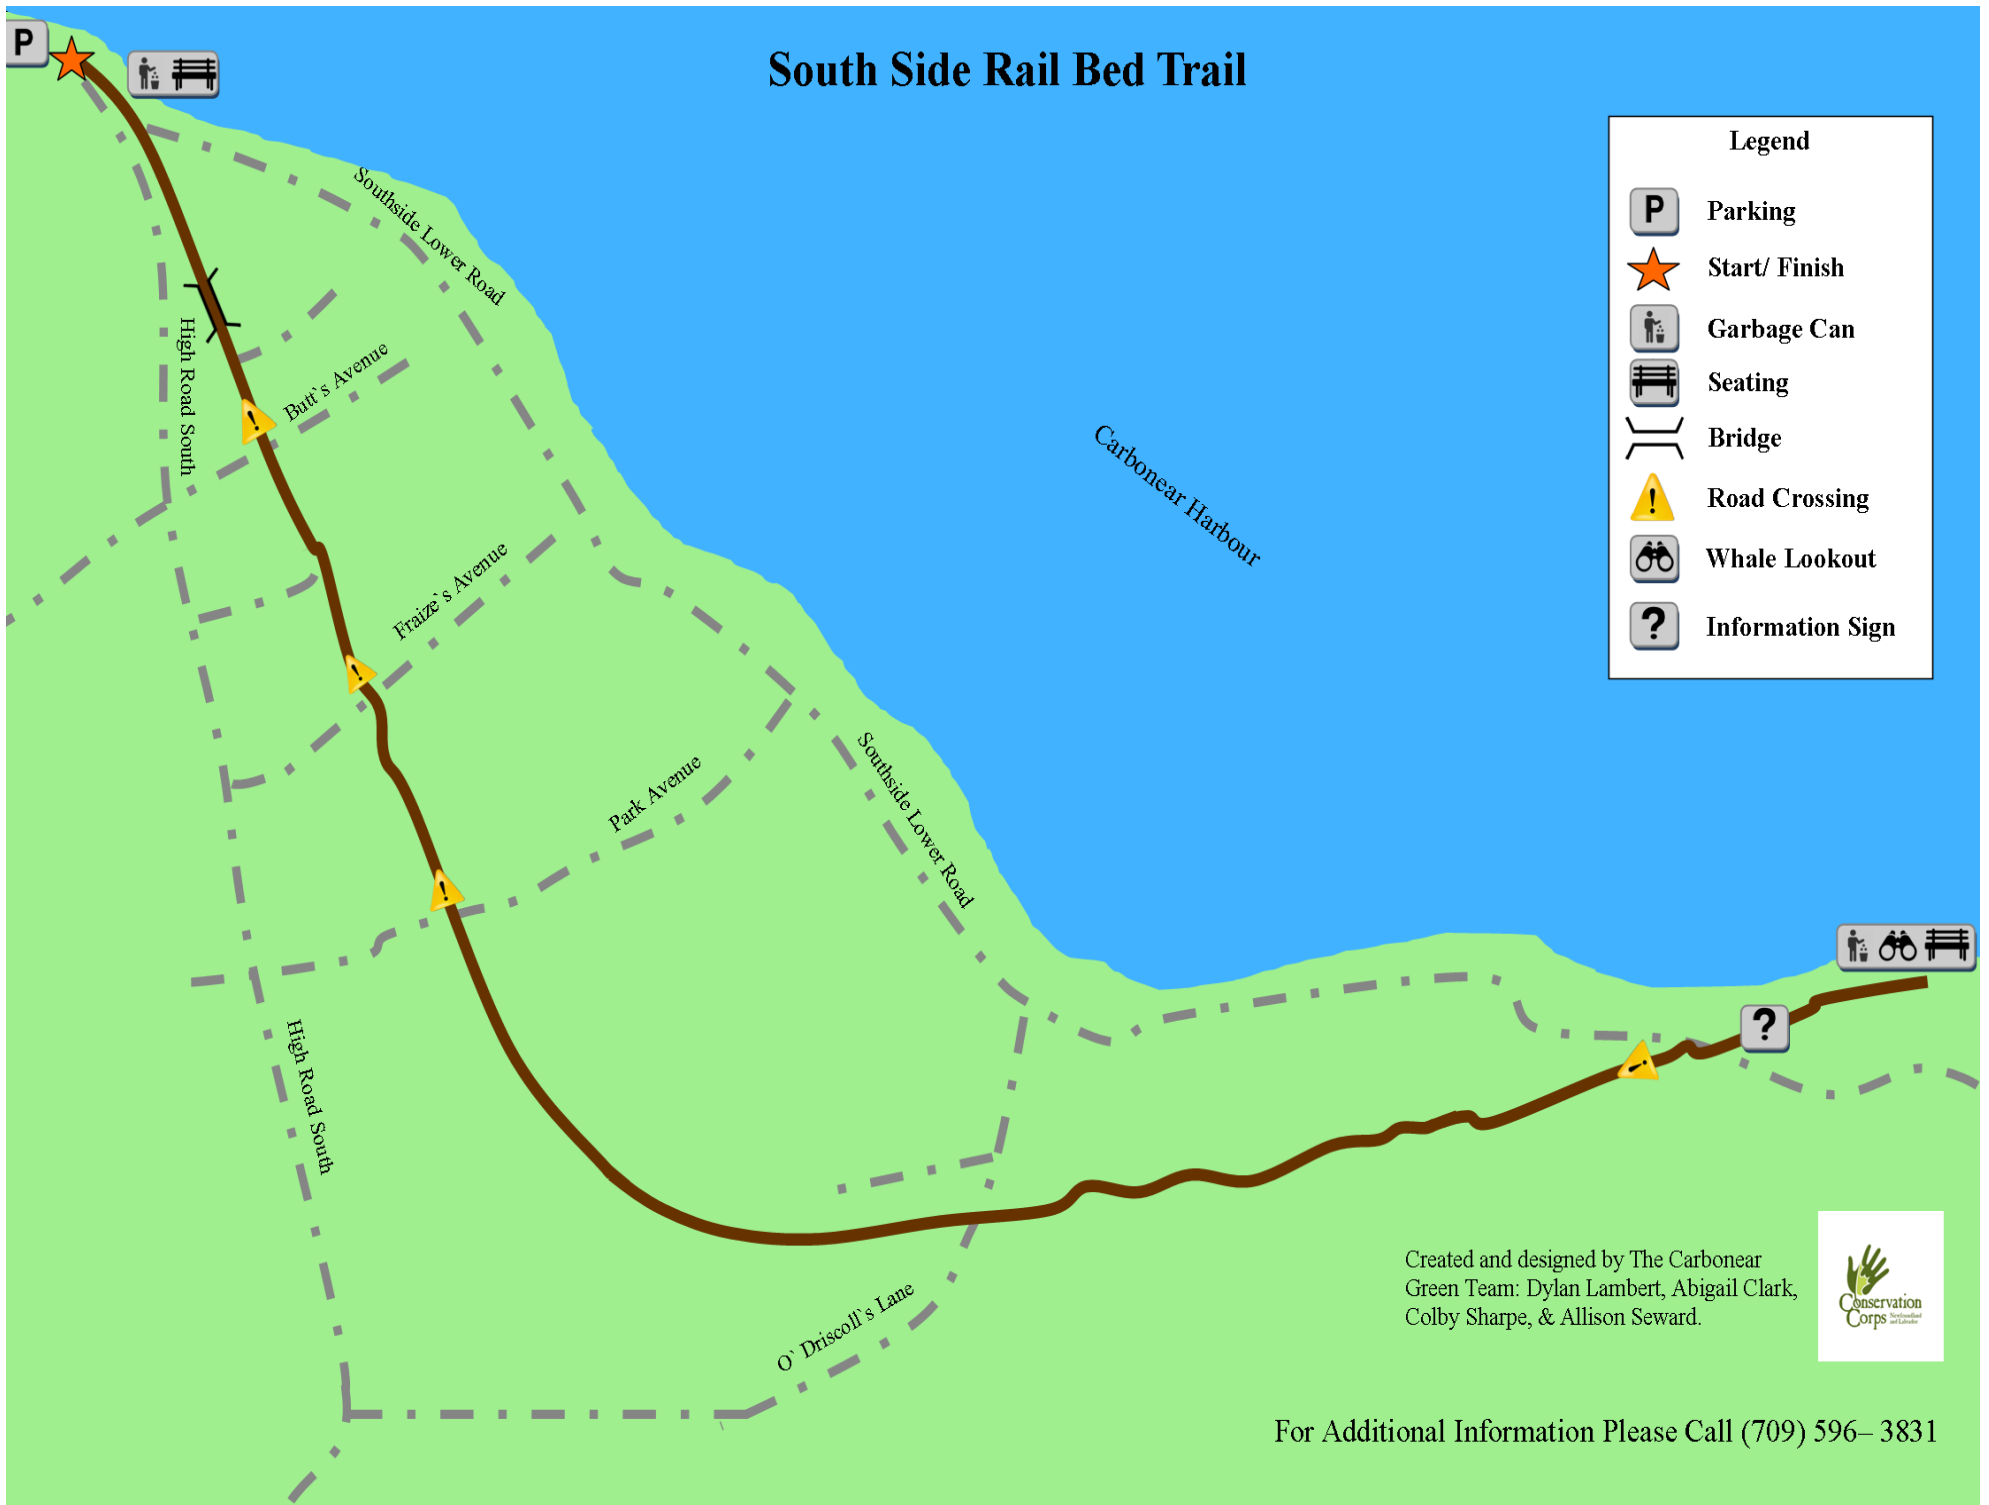 P
South Side Rail Bed Trail
Legend
P Parking
Start/ Finish
Garbage Can
Seating
Bridge
! Road Crossing
Whale Lookout
? Information Sign
Southside Lower Road
High Road South
Butt`s Avenue
!
Carbonear Harbour
Fraize`s Avenue
!
Park Avenue
Southside Lower Road
!
High Road South
?
!
O` Driscoll`s Lane
Created and designed by The Carbonear
Green Team: Dylan Lambert, Abigail Clark,
Colby Sharpe, & Allison Seward.
Conservation
Corps Newfoundland
and Labrador
For Additional Information Please Call (709) 596– 3831